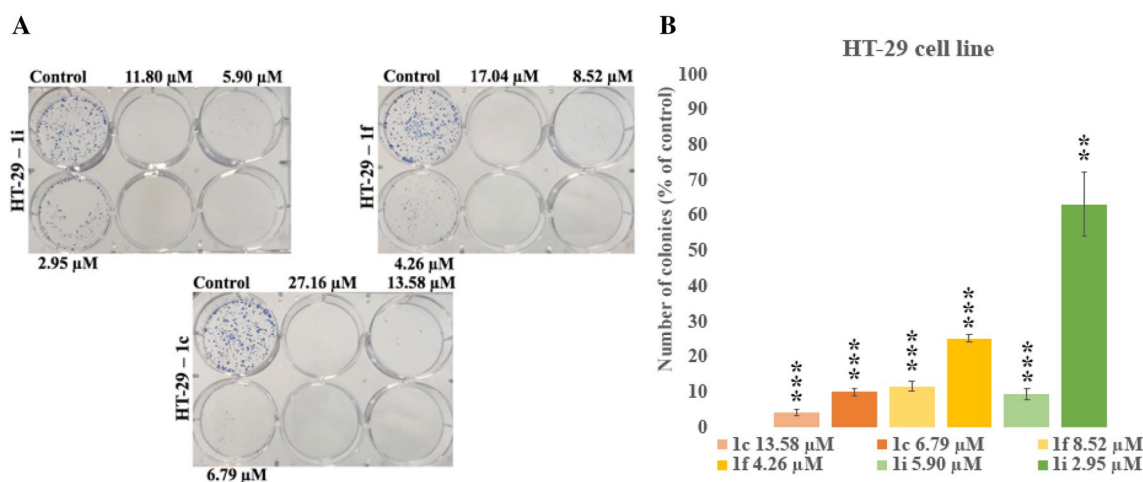 A
Control 11.80 µM 5.90 µM
HT-29 – 1i
2.95 µM
Control 17.04 µM 8.52 µM
HT-29 – 1f
4.26 µM
Control 27.16 µM 13.58 µM
HT-29 – 1c
6.79 µM
B
HT-29 cell line
Number of colonies (% of control)
100
90
80
70
60
50
40
30
20
10
0
***
***
***
***
***
**
1c 13.58 µM 1c 6.79 µM 1f 8.52 µM
1f 4.26 µM 1i 5.90 µM 1i 2.95 µM